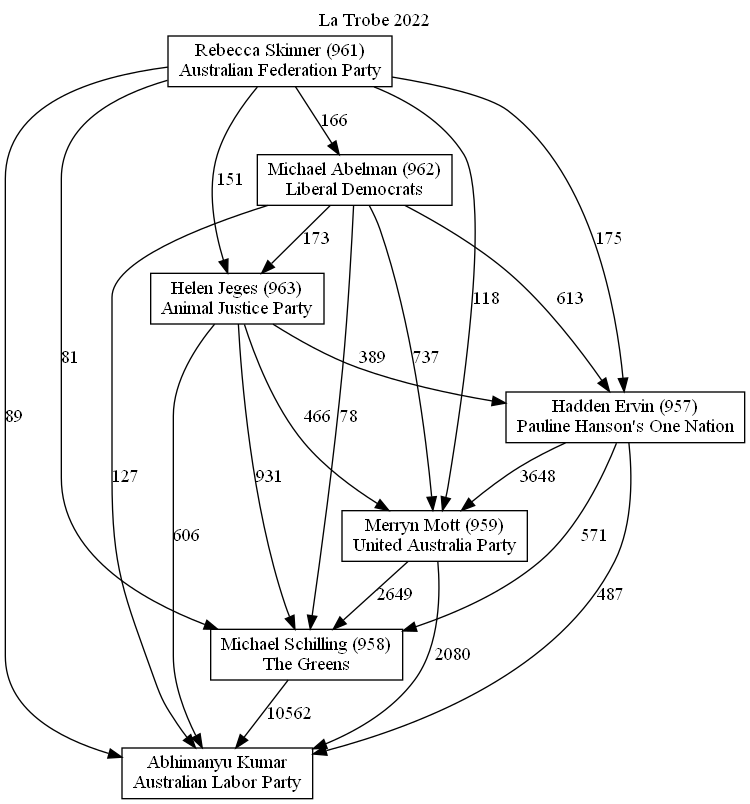 La Trobe 2022
Rebecca Skinner (961)
Australian Federation Party
166
Michael Abelman (962)
Liberal Democrats
151
173
175
Helen Jeges (963)
Animal Justice Party
118
613
81
389
737
89
466
78
Hadden Ervin (957)
Pauline Hanson's One Nation
127
931
3648
606
Merryn Mott (959)
United Australia Party
571
2649
487
Michael Schilling (958)
The Greens
2080
10562
Abhimanyu Kumar
Australian Labor Party